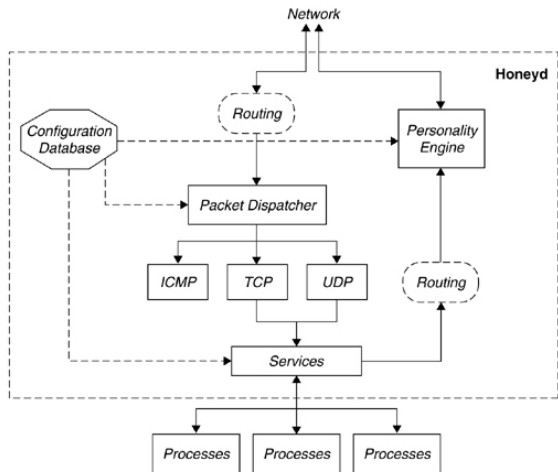 Network
Honeyd
Routing
Configuration
Database
Personality
Engine
Packet Dispatcher
ICMP
TCP
UDP
Routing
Services
Processes
Processes
Processes